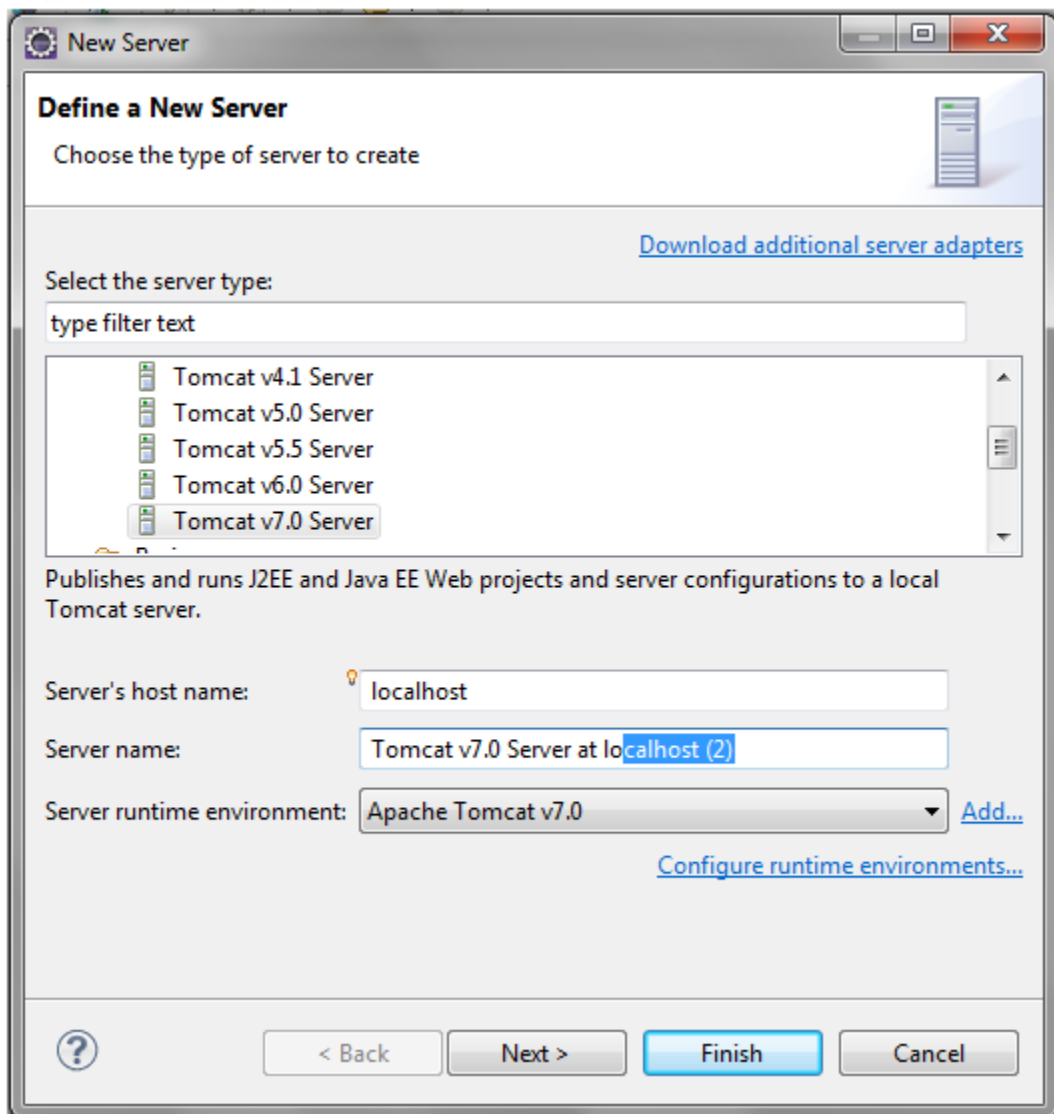 New Server
Define a New Server
Choose the type of server to create
Download additional server adapters
Select the server type:
type filter text
Tomcat v4.1 Server
Tomcat v5.0 Server
Tomcat v5.5 Server
Tomcat v6.0 Server
Tomcat v7.0 Server
Publishes and runs J2EE and Java EE Web projects and server configurations to a local
Tomcat server.
Server's host name: localhost
Server name: Tomcat v7.0 Server at localhost (2)
Server runtime environment: Apache Tomcat v7.0 Add...
Configure runtime environments...
? < Back Next > Finish Cancel